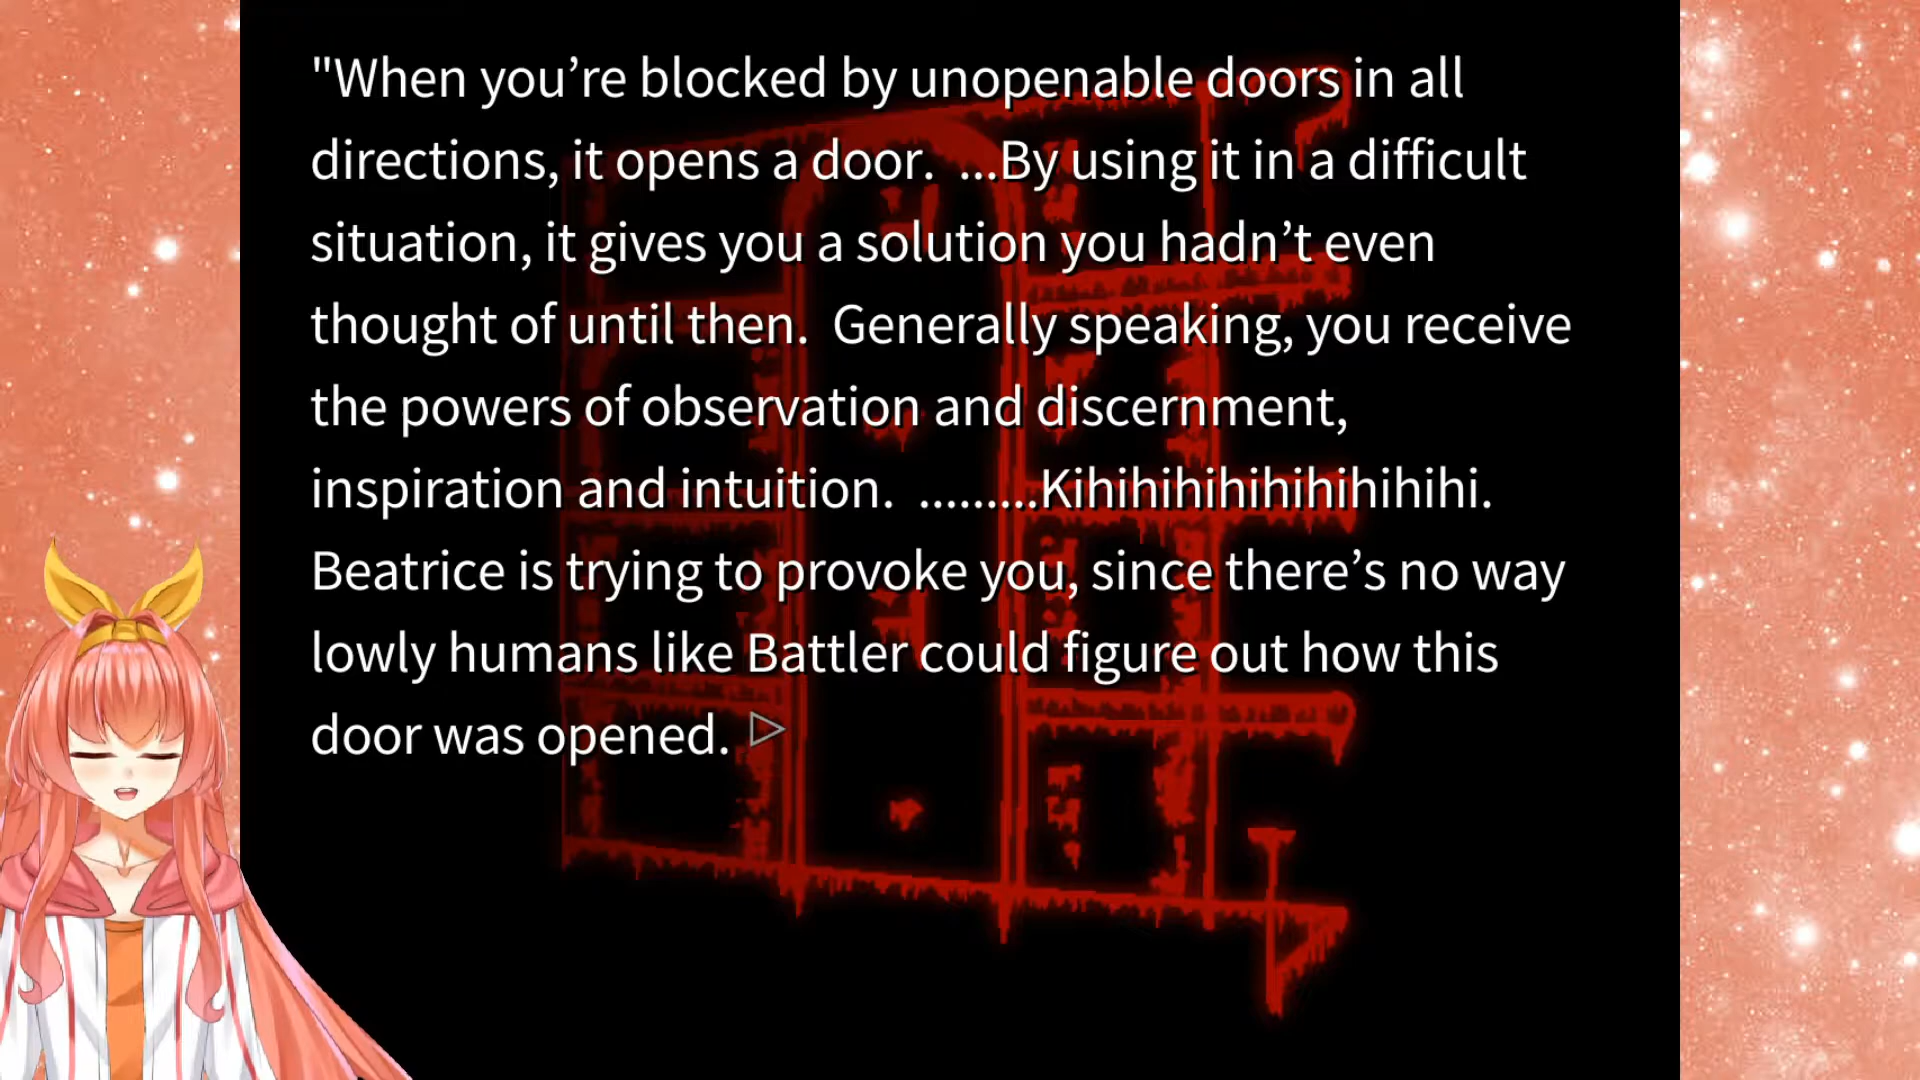 "When you’re blocked by unopenable doors in all
directions, it opens a door.  ...By using it in a difficult
situation, it gives you a solution you hadn’t even
thought of until then.  Generally speaking, you receive
the powers of observation and discernment,
inspiration and intuition.  .........Kihihihihihihihihihi.
Beatrice is trying to provoke you, since there’s no way
lowly humans like Battler could figure out how this
door was opened.